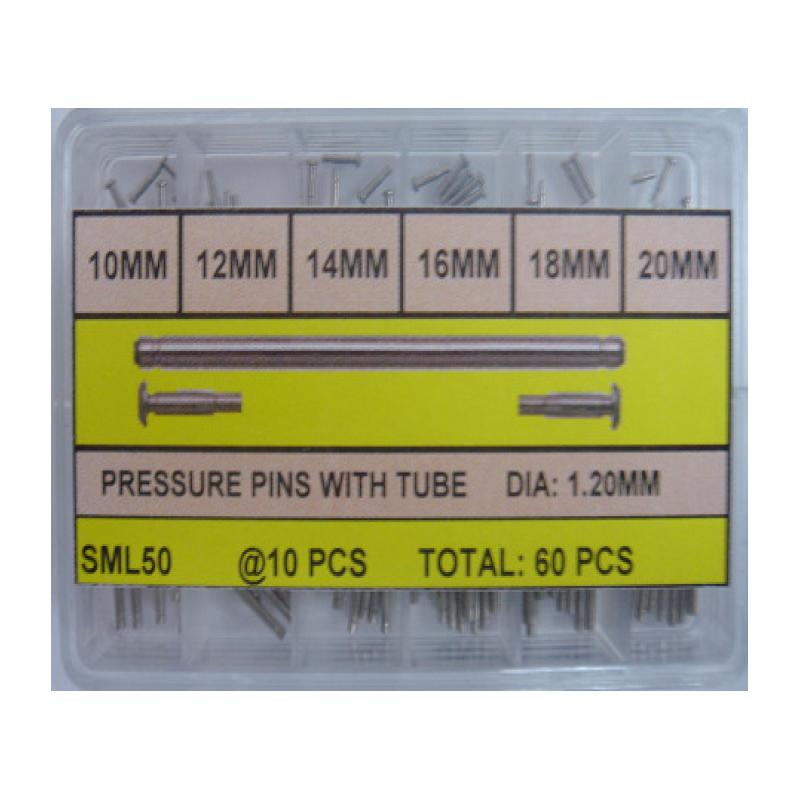 10MM 12MM 14MM 16MM 18MM 20MM
PRESSURE PINS WITH TUBE DIA: 1.20MM
SML50 @10 PCS TOTAL: 60 PCS